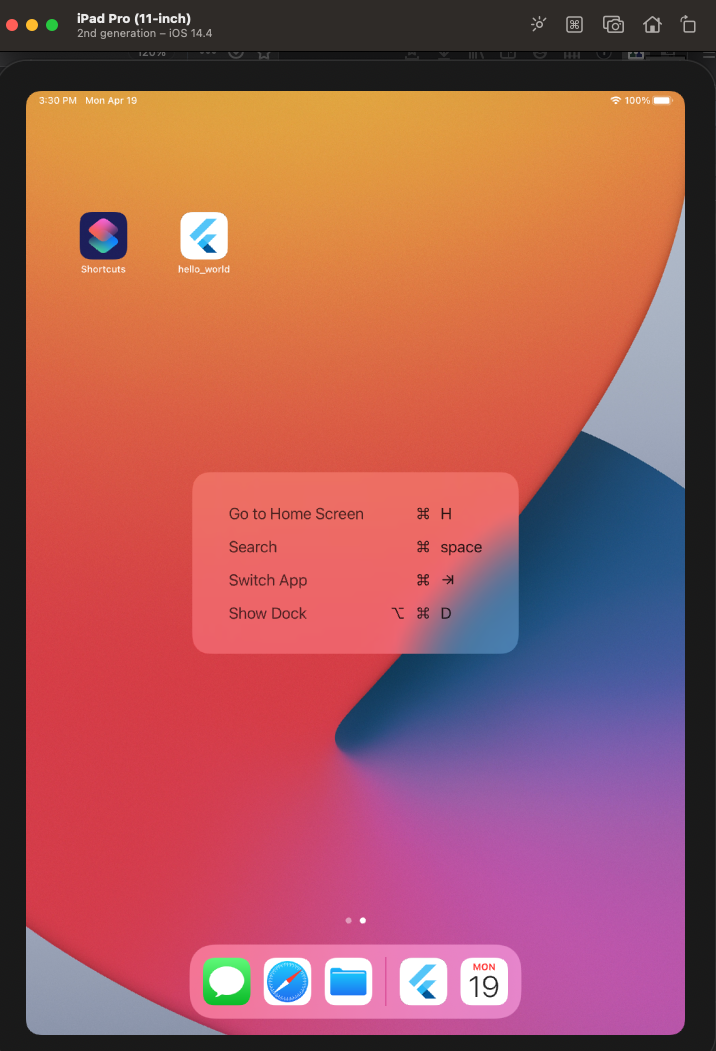 iPad Pro (11-inch)
2nd generation – iOS 14.4
120%
3:30 PM Mon Apr 19
100%
Shortcuts
hello_world
Go to Home Screen ⌘ H
Search ⌘ space
Switch App ⌘ ⇥
Show Dock ⌥ ⌘ D
MON
19